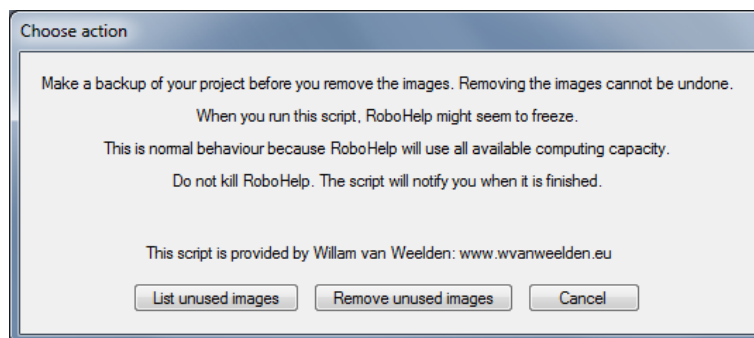 Choose action
Make a backup of your project before you remove the images. Removing the images cannot be undone.
When you run this script, RoboHelp might seem to freeze.
This is normal behaviour because RoboHelp will use all available computing capacity.
Do not kill RoboHelp. The script will notify you when it is finished.
This script is provided by Willam van Weelden: www.wvanweelden.eu
List unused images
Remove unused images
Cancel